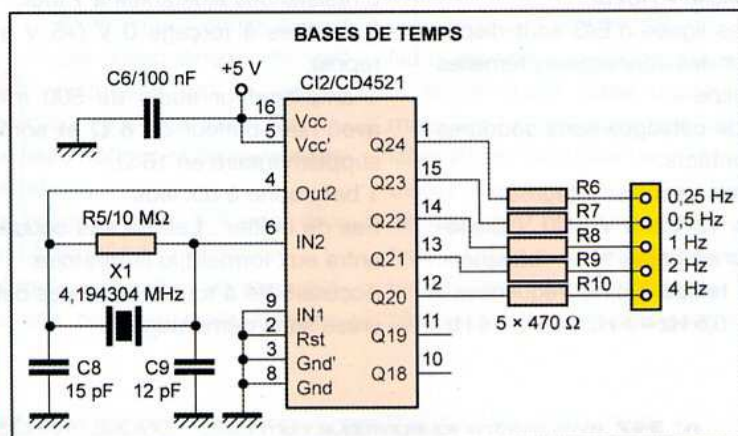 BASES DE TEMPS
C6/100 nF
+5 V
CI2/CD4521
16
Vcc
5
Vcc'
4
Out2
R5/10 MΩ
6
IN2
X1
4,194304 MHz
9
IN1
2
Rst
3
Gnd'
8
Gnd
C8
15 pF
C9
12 pF
1
Q24
15
Q23
14
Q22
13
Q21
12
Q20
11
Q19
10
Q18
R6
R7
R8
R9
R10
5 × 470 Ω
0,25 Hz
0,5 Hz
1 Hz
2 Hz
4 Hz